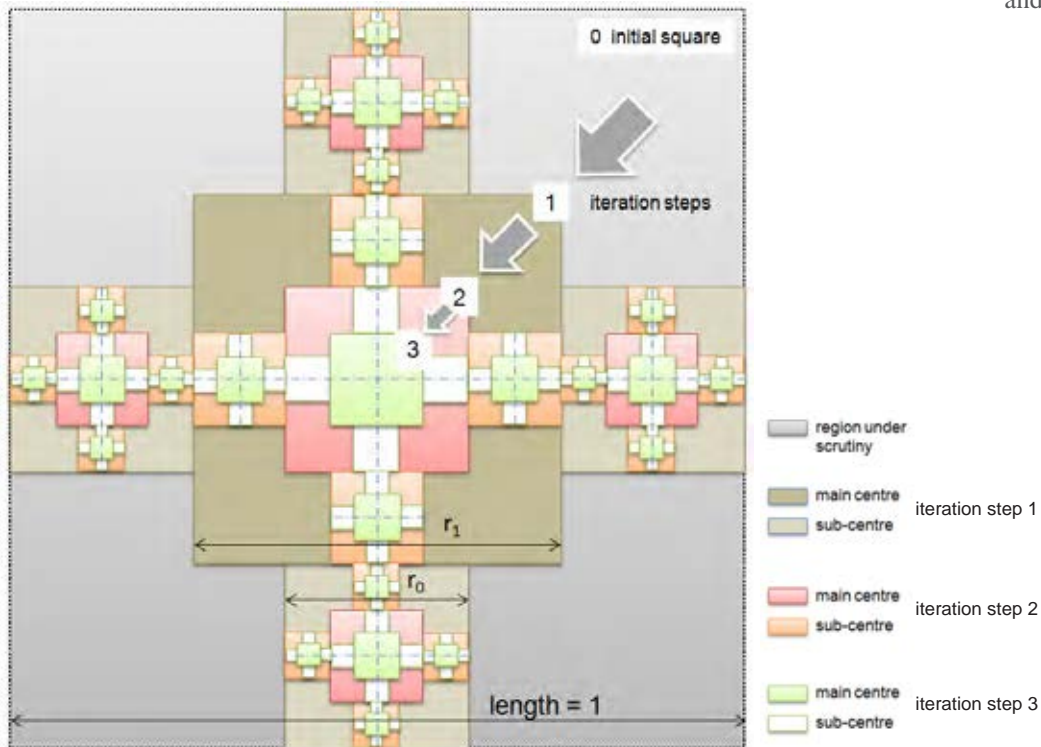 and
0 initial square
1 iteration steps
2
3
r1
r0
length = 1
region under
scrutiny
main centre
sub-centre
iteration step 1
main centre
sub-centre
iteration step 2
main centre
sub-centre
iteration step 3